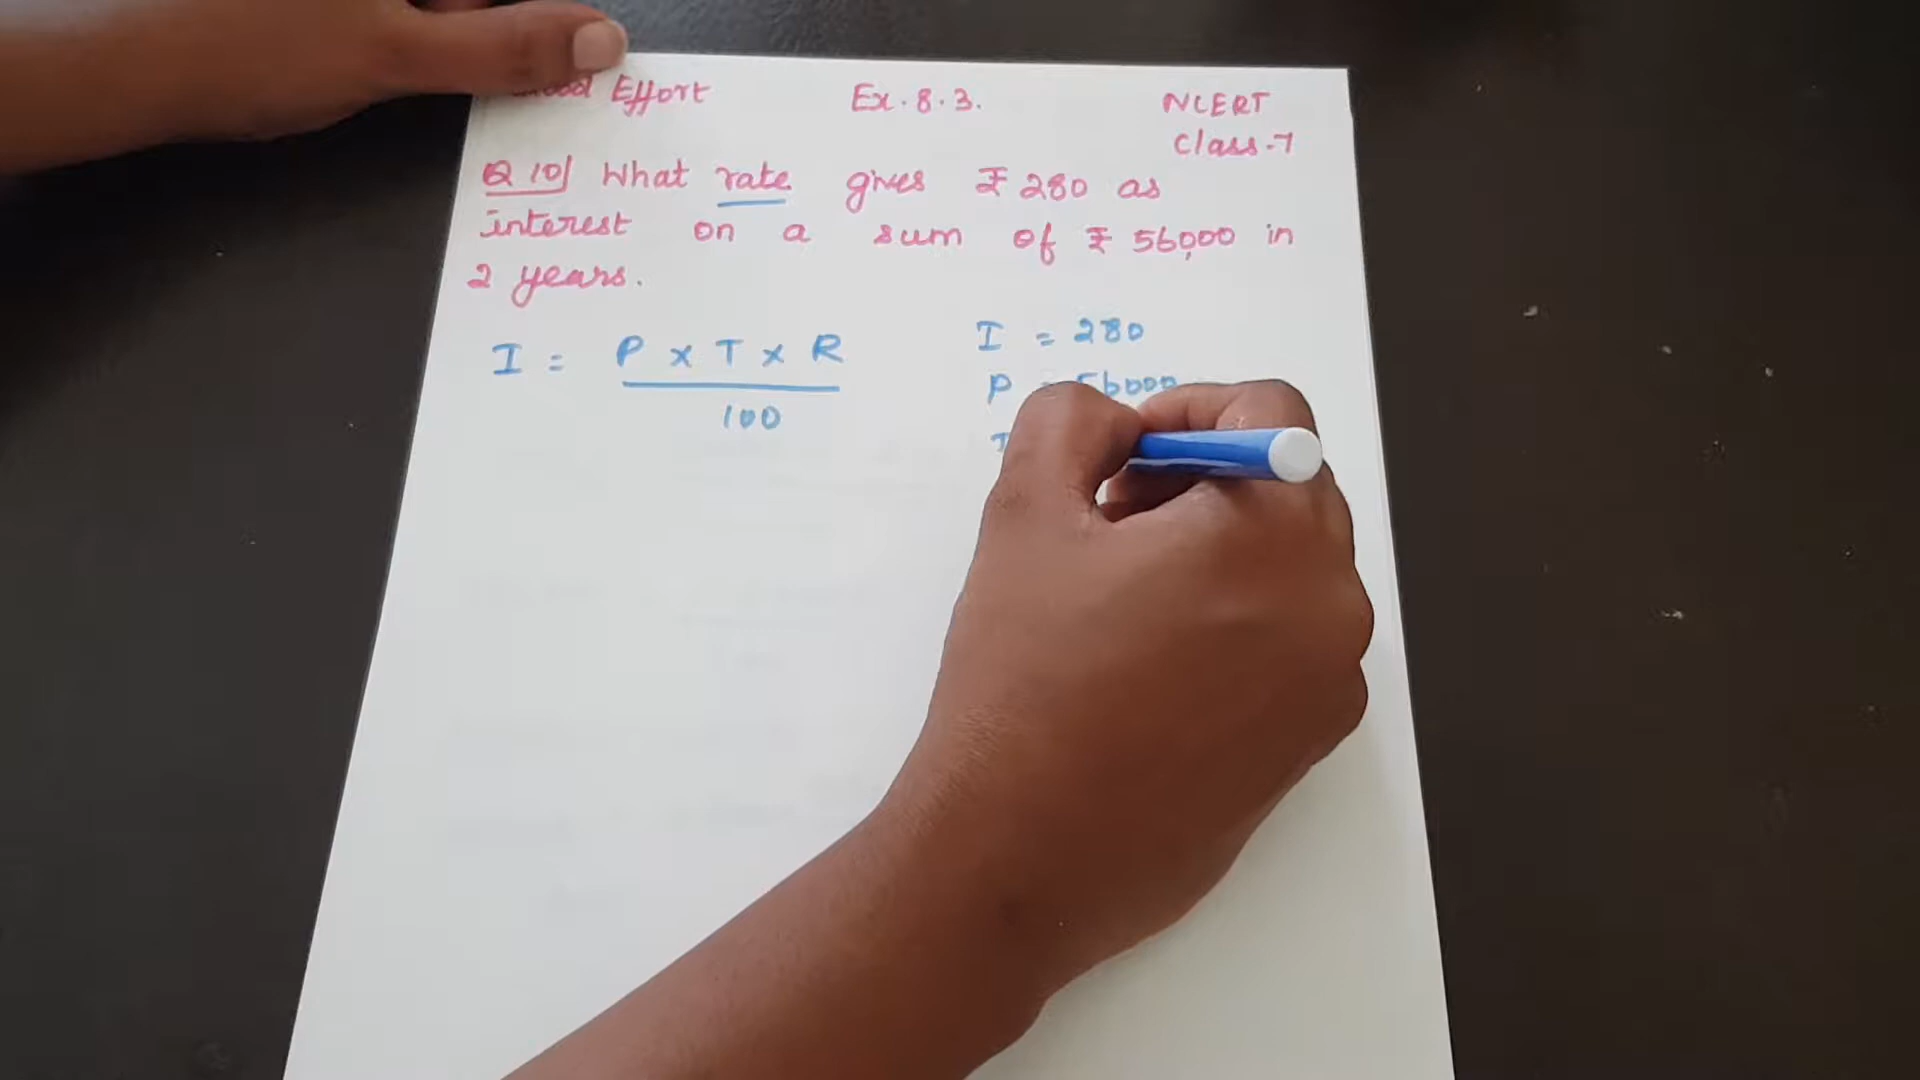 Effort Ex. 8.3. NCERT
Class-7
Q 10) What rate gives ₹ 280 as
interest on a sum of ₹ 56,000 in
2 years.
I = P x T x R
100
I = 280
P = 56000